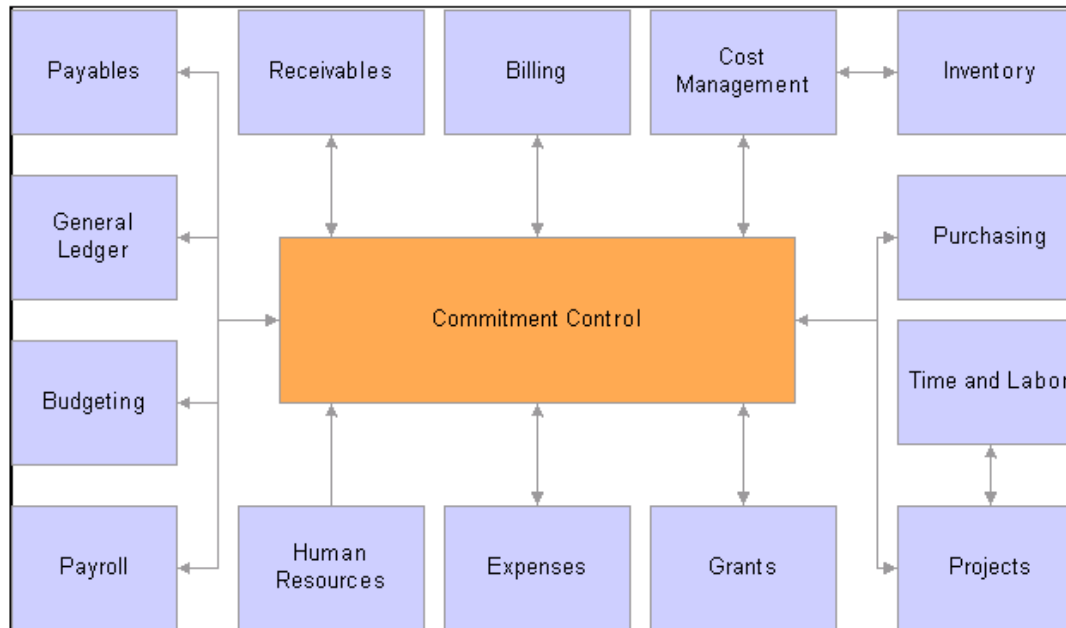 Payables
Receivables
Billing
Cost
Management
Inventory
General
Ledger
Purchasing
Commitment Control
Budgeting
Time and Labor
Payroll
Human
Resources
Expenses
Grants
Projects